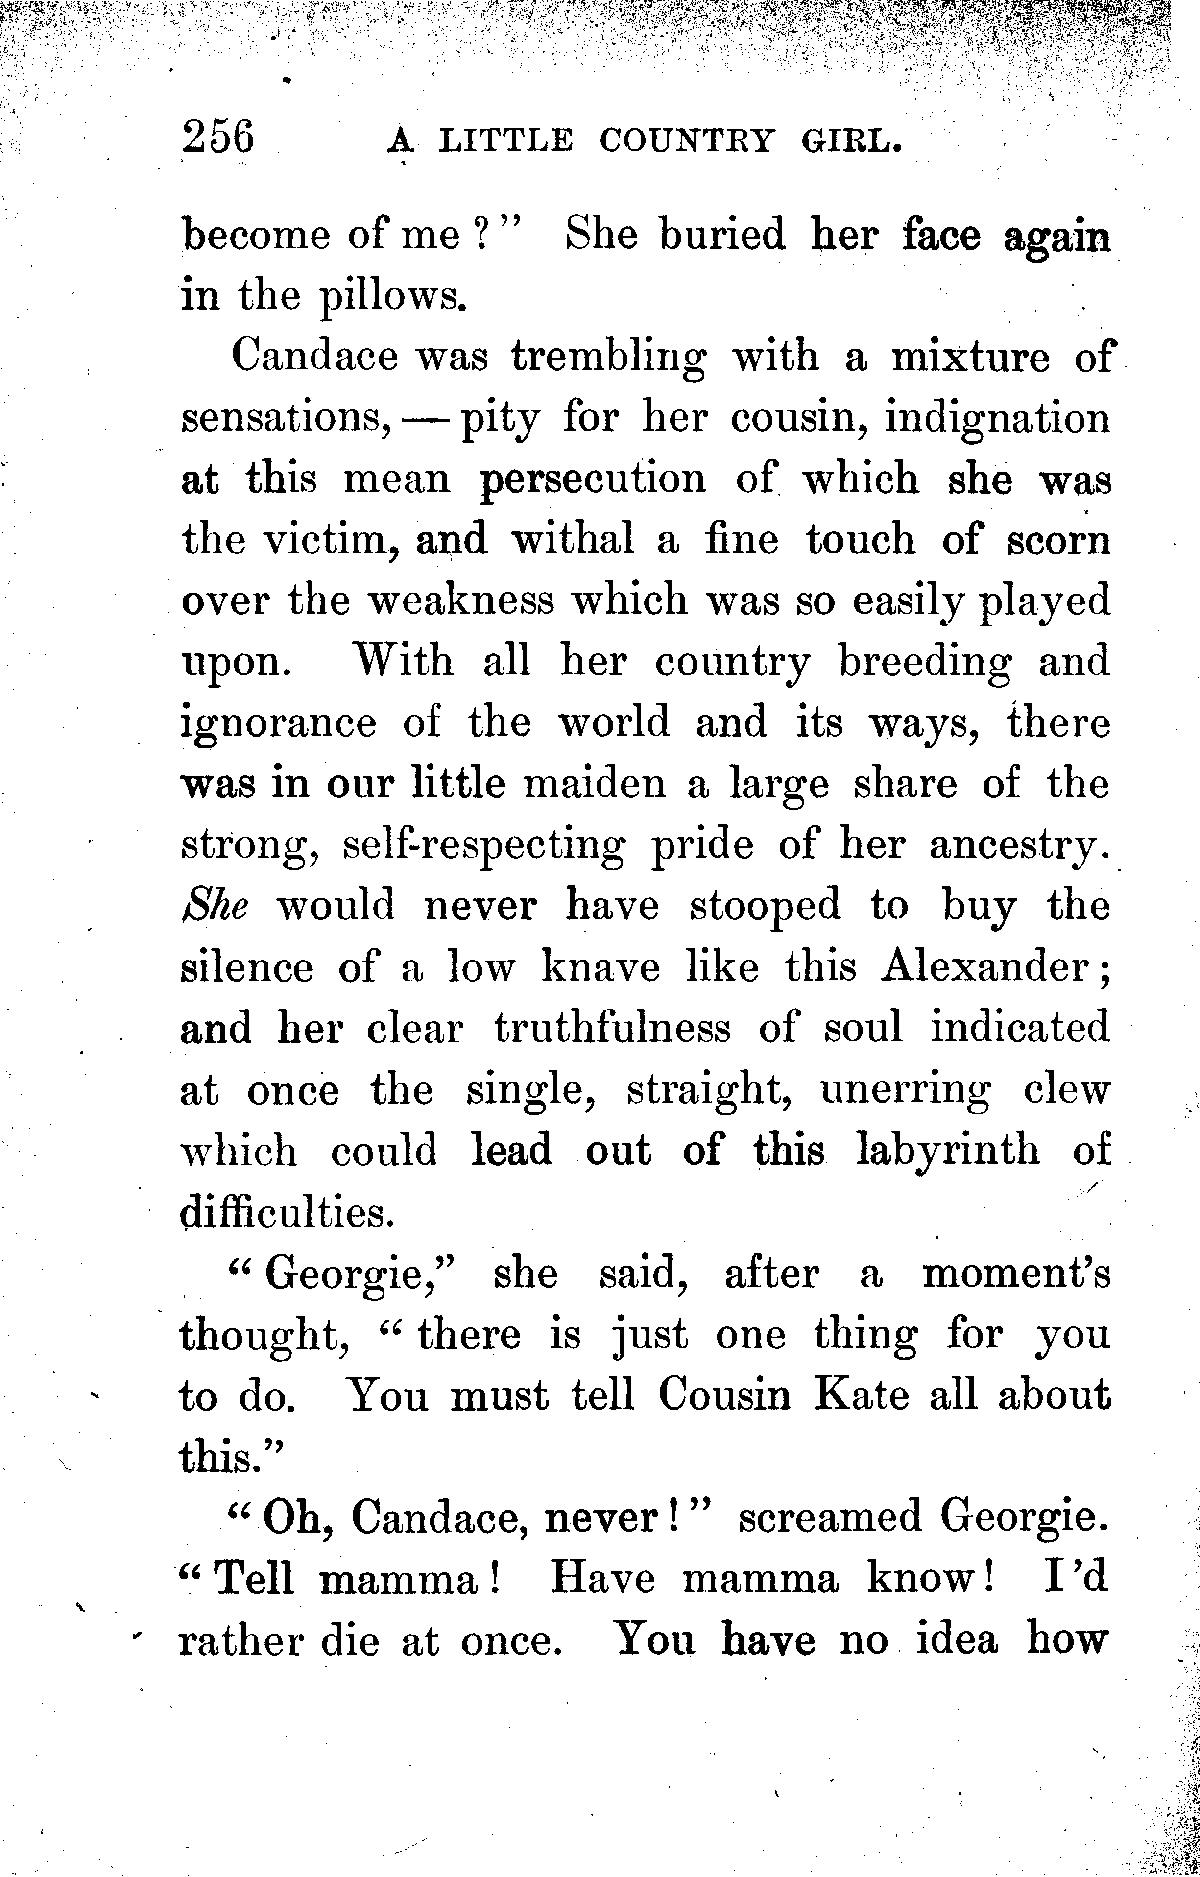 256 A LITTLE COUNTRY GIRL.
become of me?" She buried her face again
in the pillows.
Candace was trembling with a mixture of
sensations,—pity for her cousin, indignation
at this mean persecution of which she was
the victim, and withal a fine touch of scorn
over the weakness which was so easily played
upon. With all her country breeding and
ignorance of the world and its ways, there
was in our little maiden a large share of the
strong, self-respecting pride of her ancestry.
She would never have stooped to buy the
silence of a low knave like this Alexander;
and her clear truthfulness of soul indicated
at once the single, straight, unerring clew
which could lead out of this labyrinth of
difficulties.
"Georgie," she said, after a moment's
thought, "there is just one thing for you
to do. You must tell Cousin Kate all about
this."
"Oh, Candace, never!" screamed Georgie.
"Tell mamma! Have mamma know! I'd
rather die at once. You have no idea how